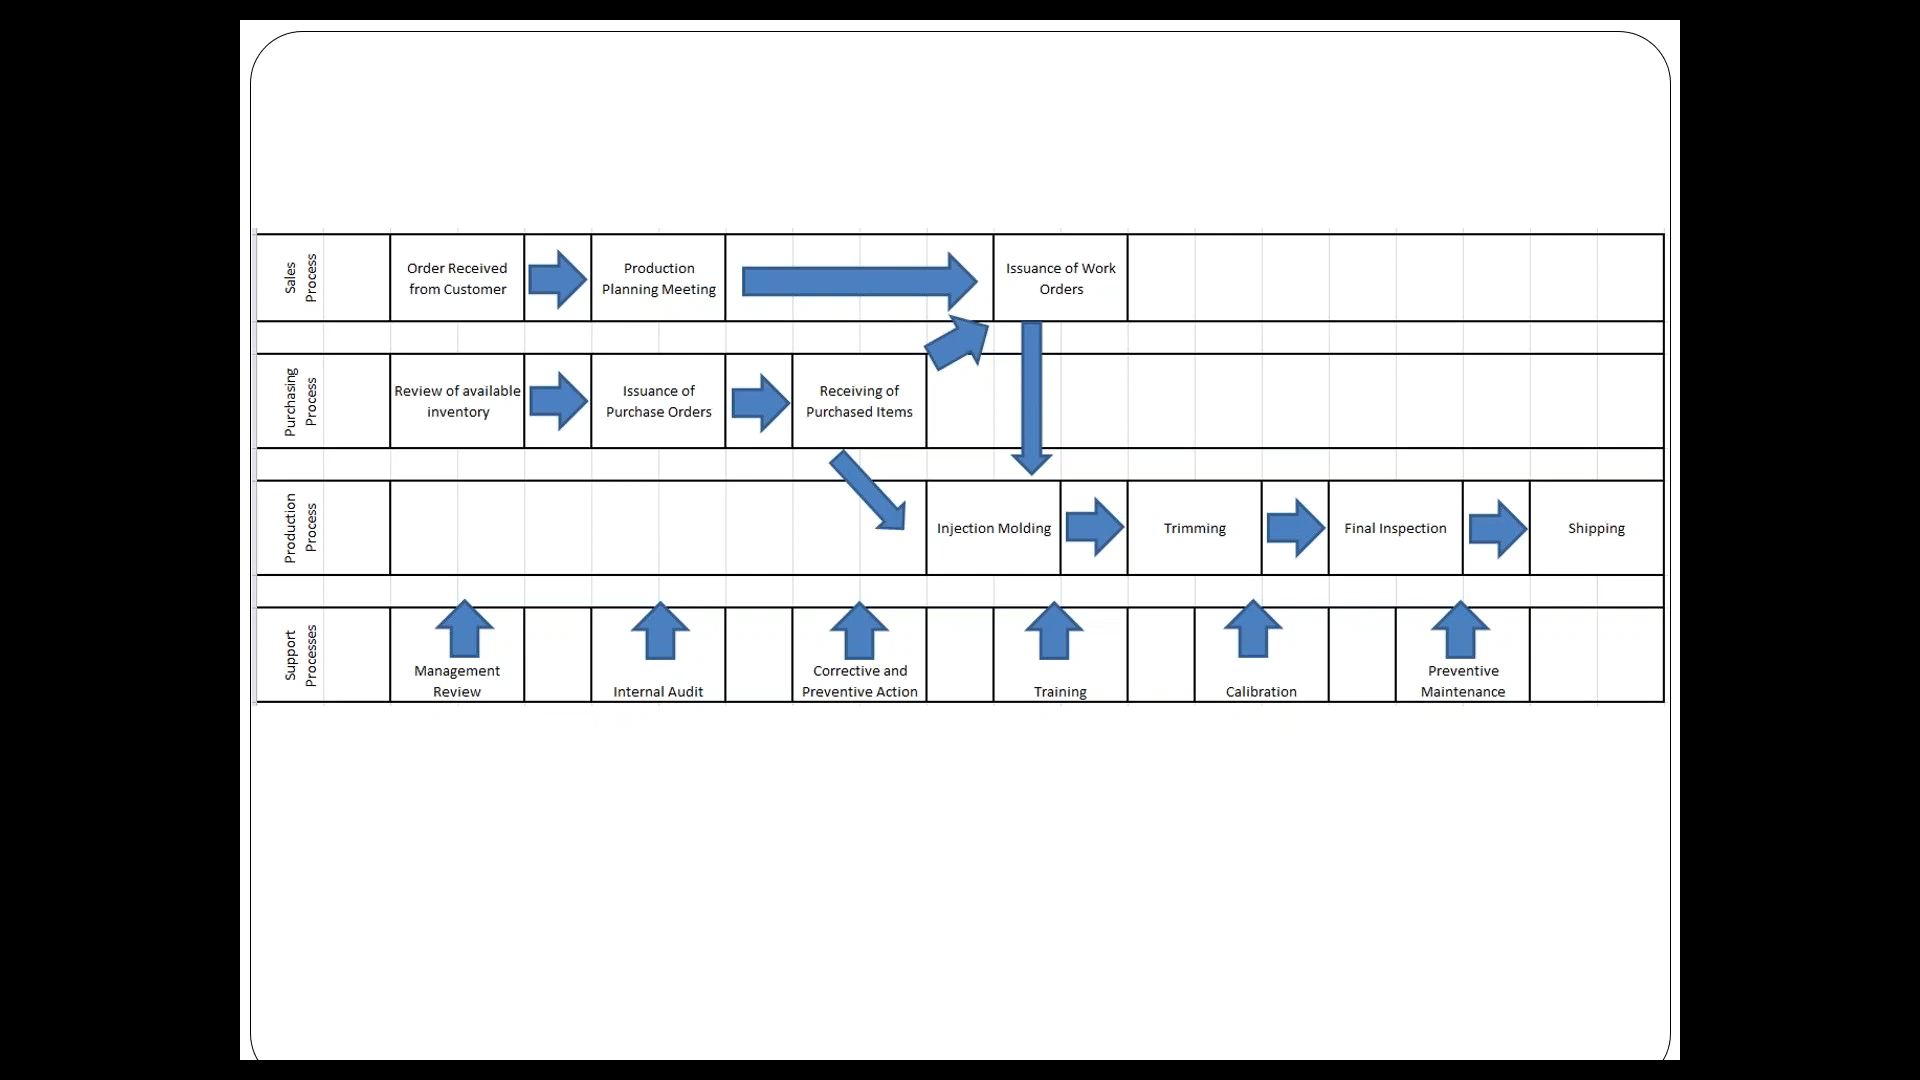 Sales
Process
Order Received
from Customer
Production
Planning Meeting
Issuance of Work
Orders
Purchasing
Process
Review of available
inventory
Issuance of
Purchase Orders
Receiving of
Purchased Items
Production
Process
Injection Molding
Trimming
Final Inspection
Shipping
Support
Processes
Management
Review
Internal Audit
Corrective and
Preventive Action
Training
Calibration
Preventive
Maintenance